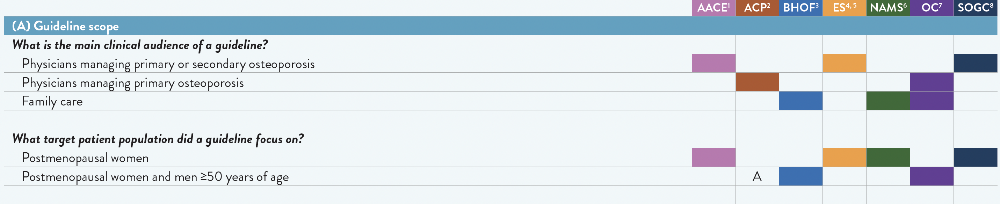 AACE1 ACP2 BHOF3 ES4, 5 NAMS6 OC7 SOGC8
(A) Guideline scope
What is the main clinical audience of a guideline?
Physicians managing primary or secondary osteoporosis
Physicians managing primary osteoporosis
Family care
What target patient population did a guideline focus on?
Postmenopausal women
Postmenopausal women and men ≥50 years of age A